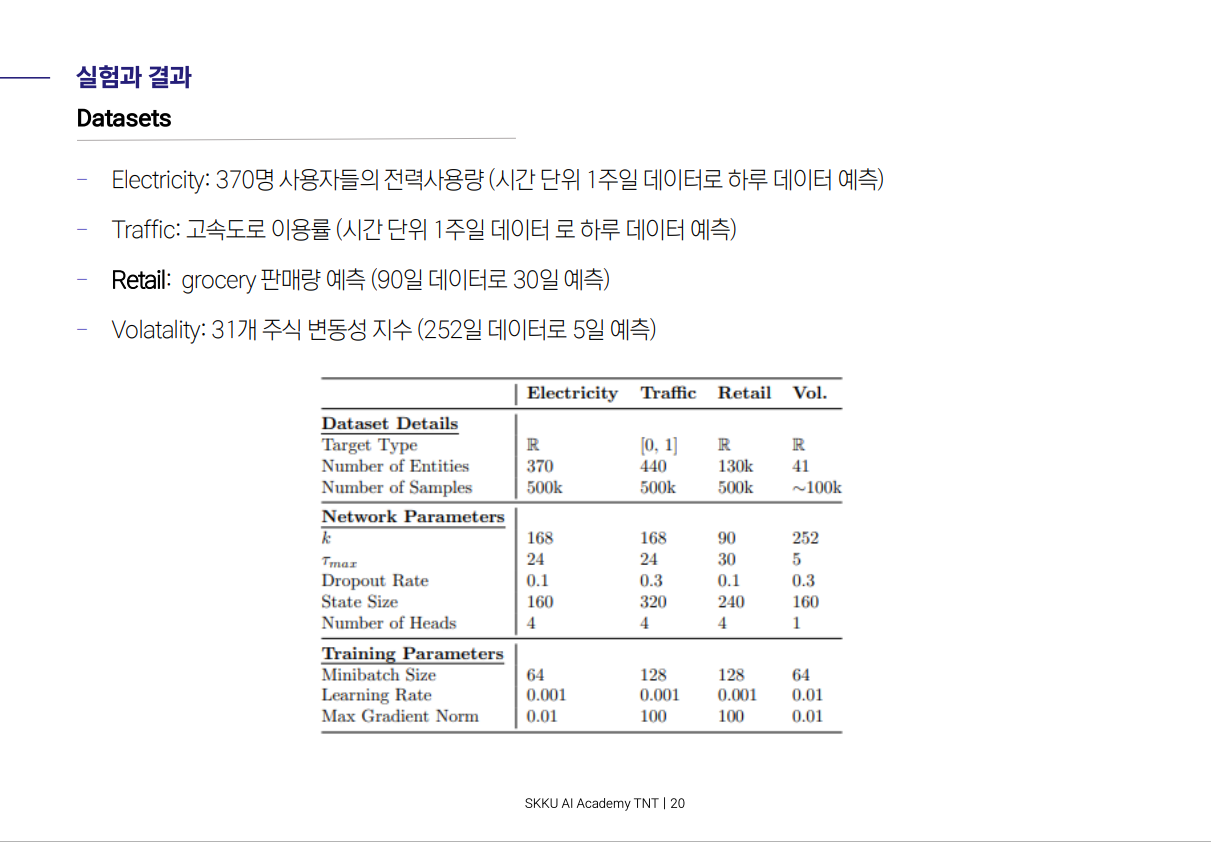 실험과 결과
Datasets
- Electricity: 370명 사용자들의 전력사용량 (시간 단위 1주일 데이터로 하루 데이터 예측)
- Traffic: 고속도로 이용률 (시간 단위 1주일 데이터 로 하루 데이터 예측)
- Retail: grocery 판매량 예측 (90일 데이터로 30일 예측)
- Volatality: 31개 주식 변동성 지수 (252일 데이터로 5일 예측)
Electricity Traffic Retail Vol.
Dataset Details
Target Type ℝ [0, 1] ℝ ℝ
Number of Entities 370 440 130k 41
Number of Samples 500k 500k 500k ~100k
Network Parameters
k 168 168 90 252
τmax 24 24 30 5
Dropout Rate 0.1 0.3 0.1 0.3
State Size 160 320 240 160
Number of Heads 4 4 4 1
Training Parameters
Minibatch Size 64 128 128 64
Learning Rate 0.001 0.001 0.001 0.01
Max Gradient Norm 0.01 100 100 0.01
SKKU AI Academy TNT | 20